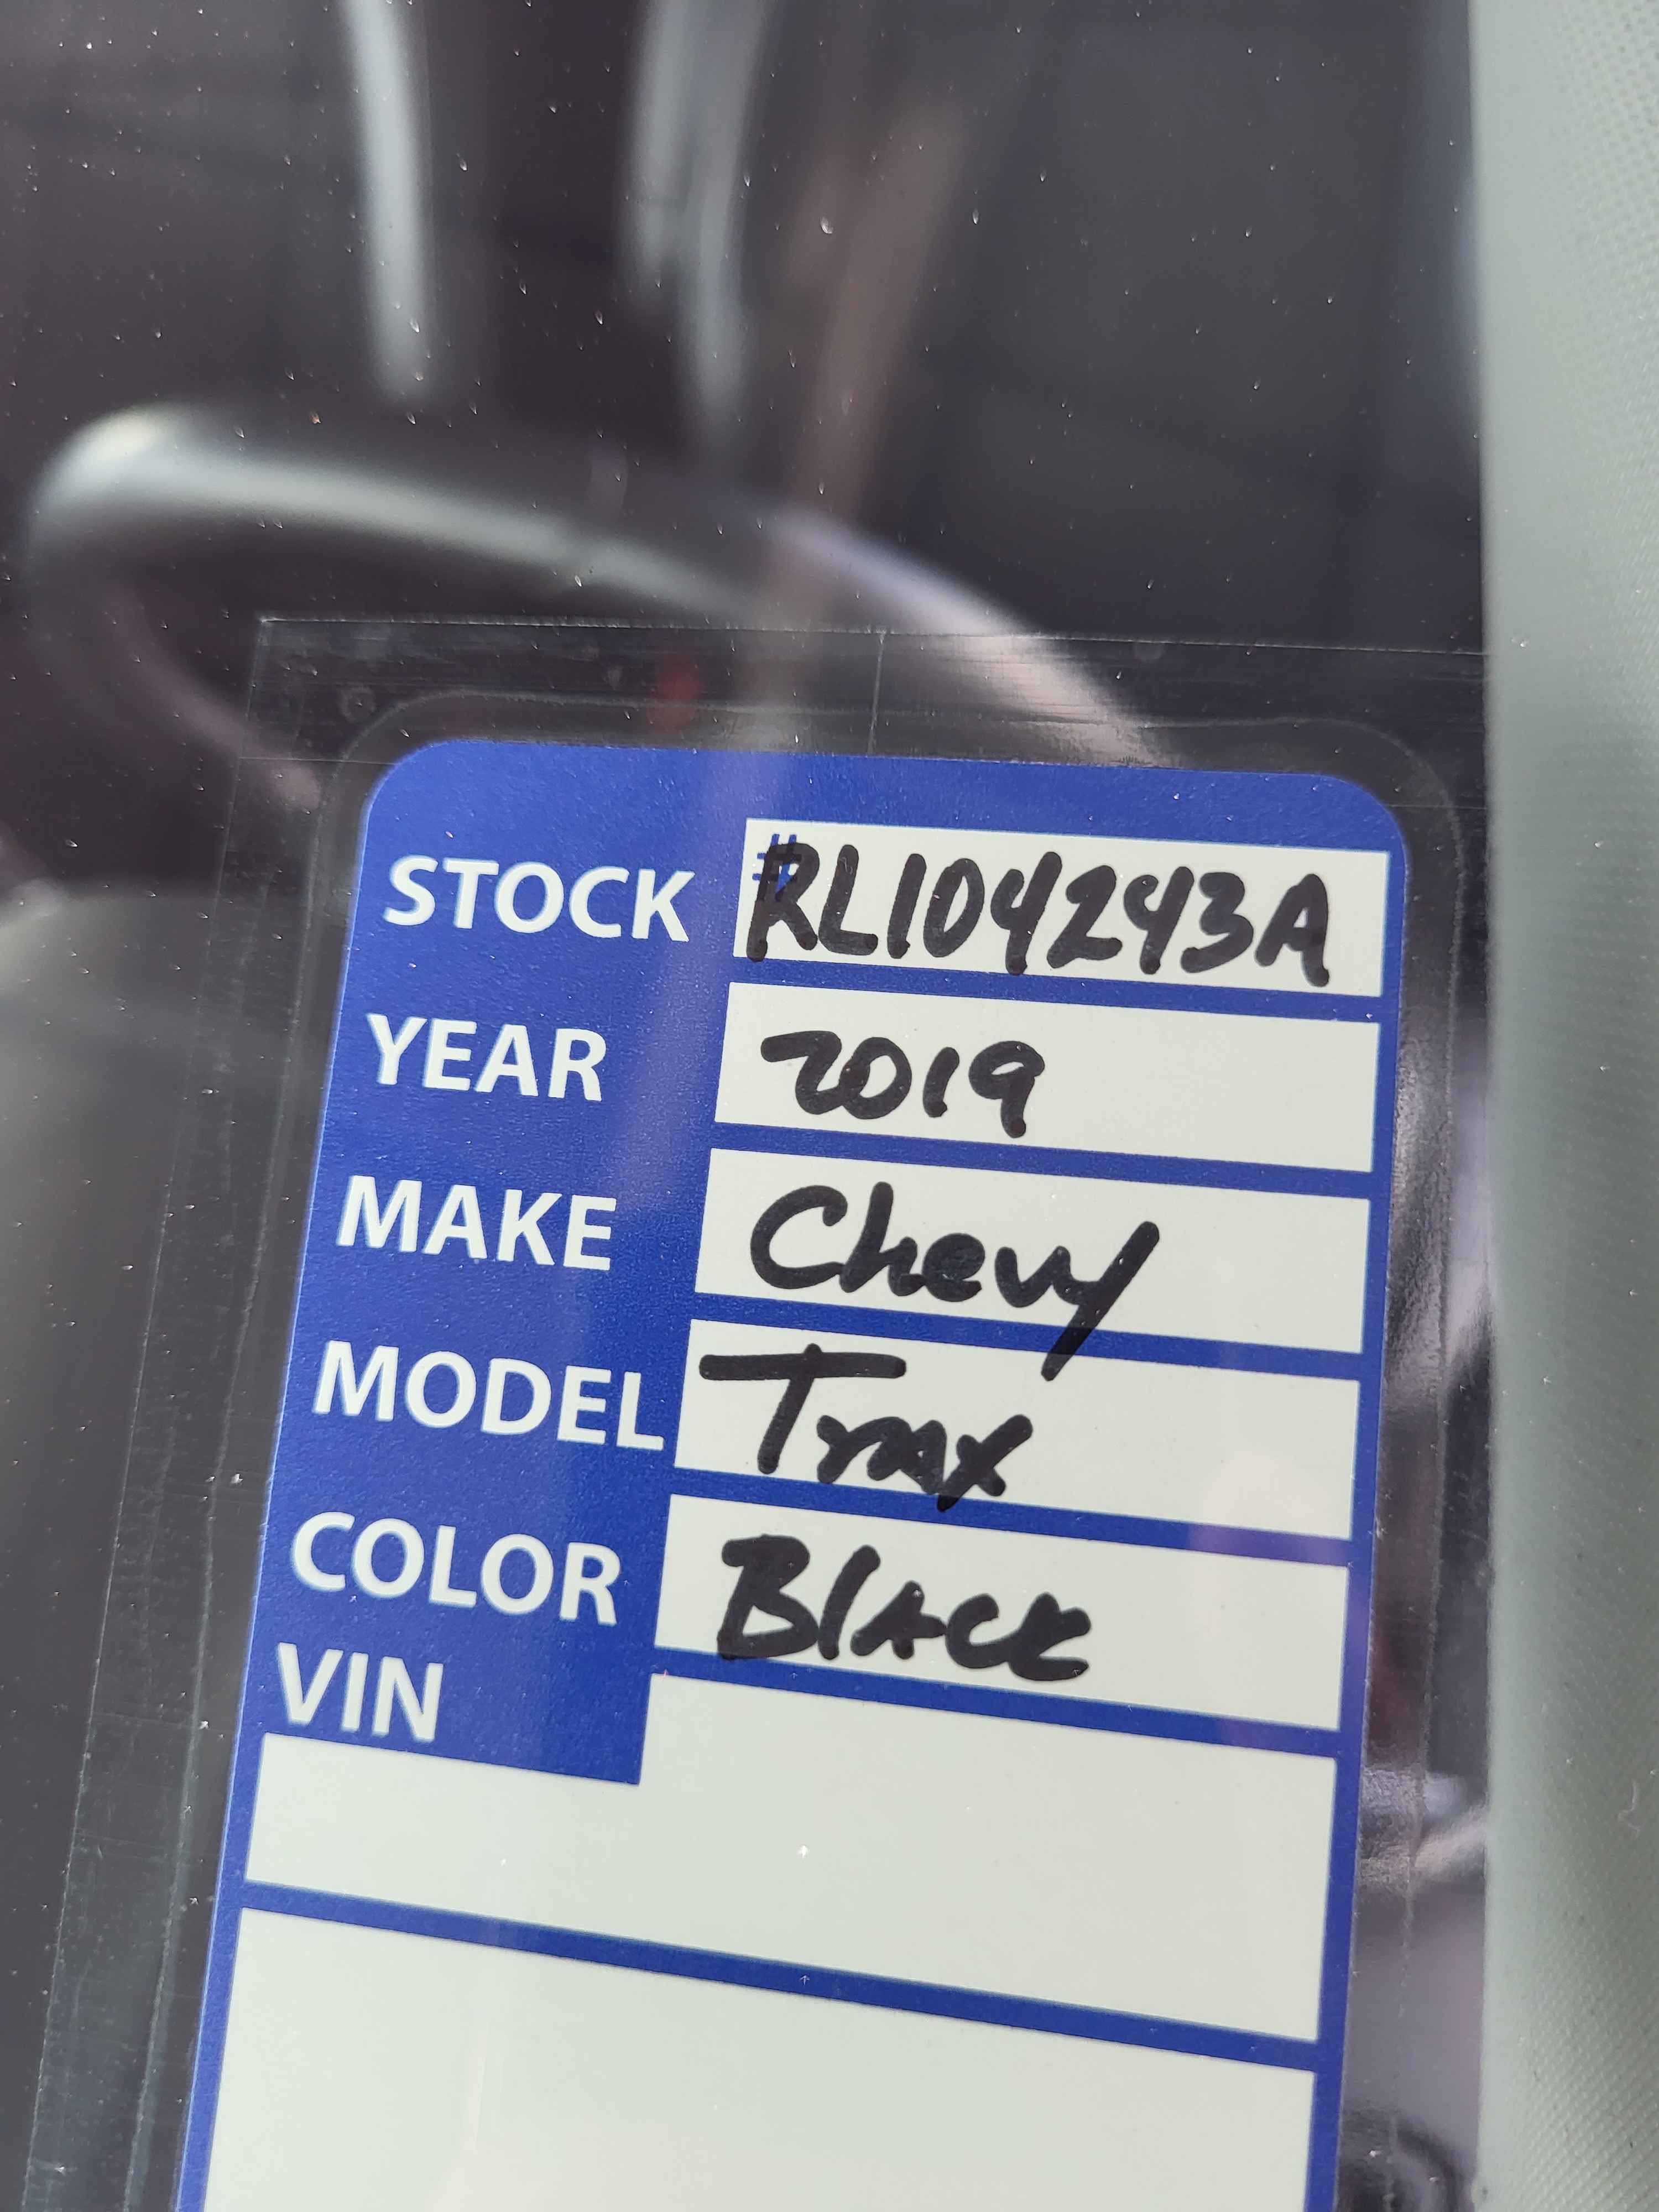 STOCK #RL104243A
YEAR 2019
MAKE Chevy
MODEL Trax
COLOR Black
VIN